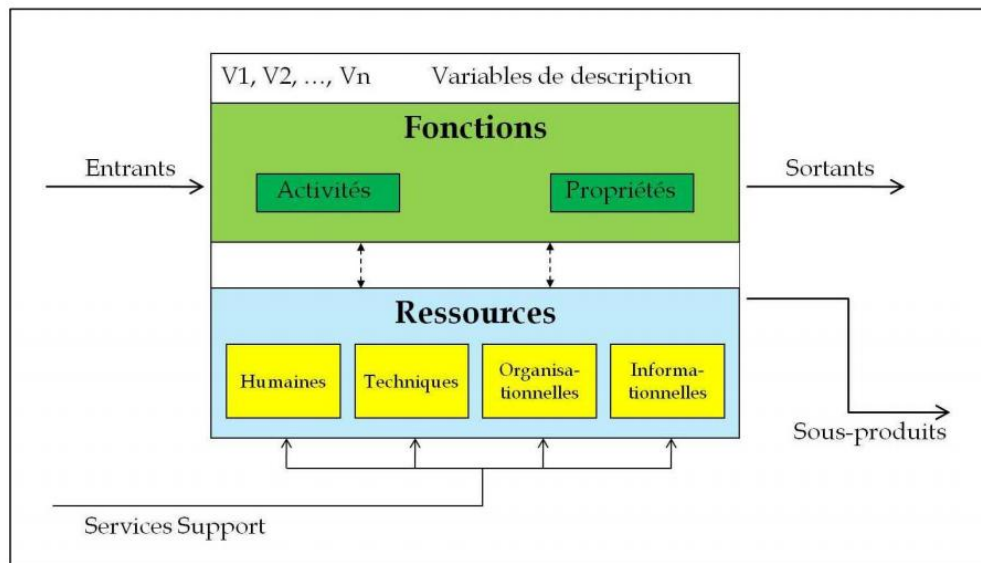 V1, V2, ..., Vn Variables de description
Fonctions
Entrants
Sortants
Activités
Propriétés
Ressources
Humaines
Techniques
Organisa-
tionnelles
Informa-
tionnelles
Sous-produits
Services Support